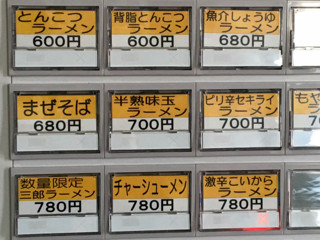 とんこつ
ラーメン
600円
背脂とんこつ
ラーメン
600円
魚介しょうゆ
ラーメン
680円
まぜそば
680円
半熟味玉
ラーメン
700円
ピリ辛セキライ
ラーメン
700円
もや
ラ
数量限定
三郎ラーメン
780円
チャーシューメン
780円
激辛こいから
ラーメン
780円